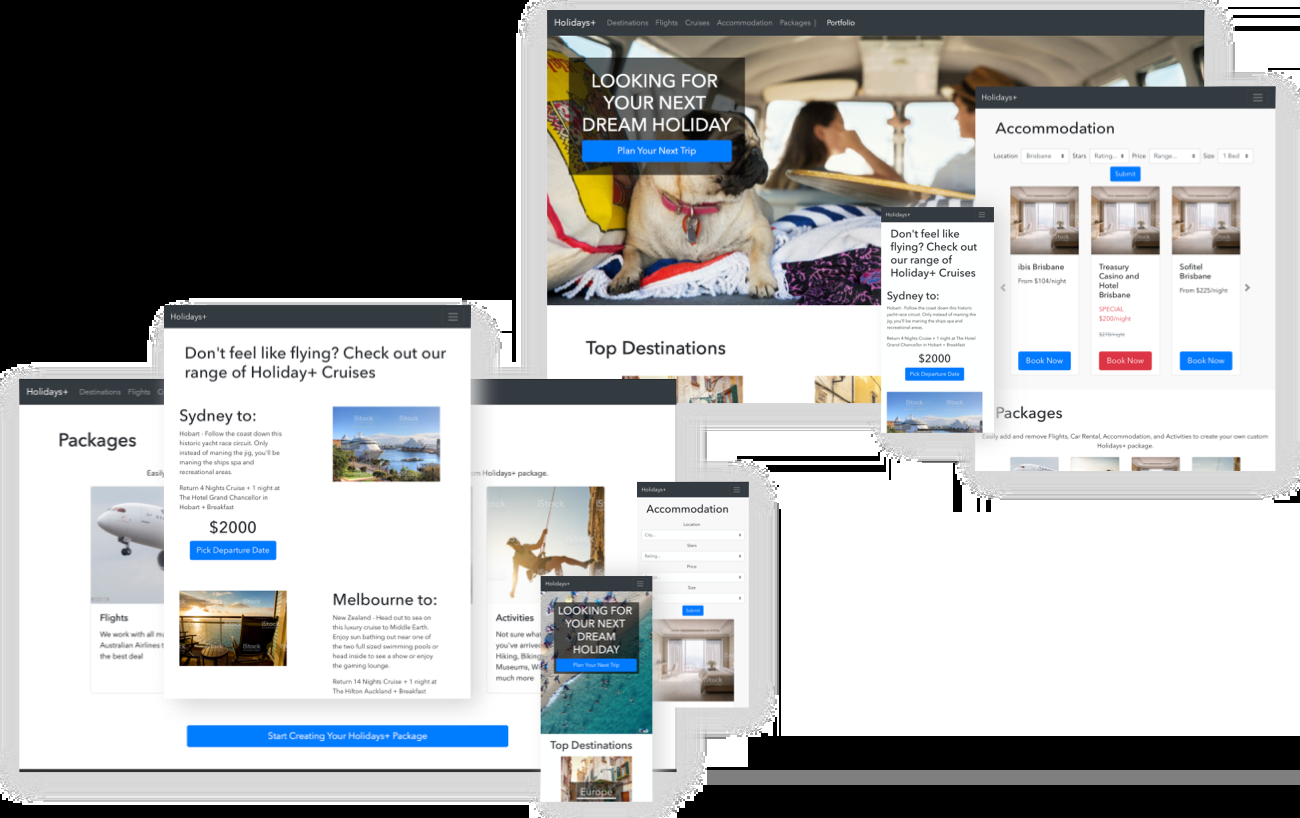 Holidays+ Destinations Flights Cruises Accommodation Packages | Portfolio
LOOKING FOR
YOUR NEXT
DREAM HOLIDAY
Plan Your Next Trip
Top Destinations
Holidays+
Accommodation
Location Brisbane Stars Rating... Price Range... Size 1 Bed
Submit
iStock
ibis Brisbane
From $104/night
Book Now
iStock
Treasury
Casino and
Hotel
Brisbane
SPECIAL
$200/night
Book Now
iStock
Sofitel
Brisbane
From $225/night
Book Now
Packages
Easily add and remove Flights, Car Rental, Accommodation, and Activities to create your own custom
Holidays+ package.
Holidays+
Don't feel like
flying? Check out
our range of
Holiday+ Cruises
Sydney to:
Hobart - Follow the coast down this historic
yacht race circuit. Only instead of maning the
jig, you'll be maning the ships spa and
recreational areas.
Return 4 Nights Cruise + 1 night at The Hotel
Grand Chancellor in Hobart + Breakfast
$2000
Pick Departure Date
iStock iStock
Holidays+
Don't feel like flying? Check out our
range of Holiday+ Cruises
Sydney to:
Hobart - Follow the coast down this
historic yacht race circuit. Only
instead of maning the jig, you'll be
maning the ships spa and
recreational areas.
Return 4 Nights Cruise + 1 night at
The Hotel Grand Chancellor in
Hobart + Breakfast
$2000
Pick Departure Date
iStock iStock
iStock
iStock
iStock
Melbourne to:
New Zealand - Head out to sea on
this luxury cruise to Middle Earth.
Enjoy sun bathing out near one of
the two full sized swimming pools or
head inside to see a show or enjoy
the gaming lounge.
Return 14 Nights Cruise + 1 night at
The Hilton Auckland + Breakfast
Holidays+ Destinations Flights
Packages
Easily
Holidays+ package.
Flights
We work with all
Australian Airlines t
the best deal
iStock
Activities
Not sure what
you've arrived
Hiking, Biking
Museums,
much more
Start Creating Your Holidays+ Package
Holidays+
Accommodation
Location
City...
Stars
Rating...
Price
Size
Submit
iStock
Holidays+
LOOKING FOR
YOUR NEXT
DREAM
HOLIDAY
Plan Your Next Trip
Top Destinations
Europe